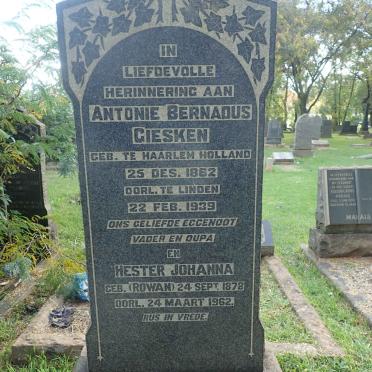 IN
LIEFDEVOLLE
HERINNERING AAN
ANTONIE BERNADUS
GIESKEN
GEB. TE HAARLEM HOLLAND
25 DES. 1862
OORL. TE LINDEN
22 FEB. 1939
ONS GELIEFDE EGGENOOT
VADER EN OUPA
EN
HESTER JOHANNA
GEB. (ROWAN) 24 SEPT. 1878
OORL. 24 MAART 1962.
RUS IN VREDE.